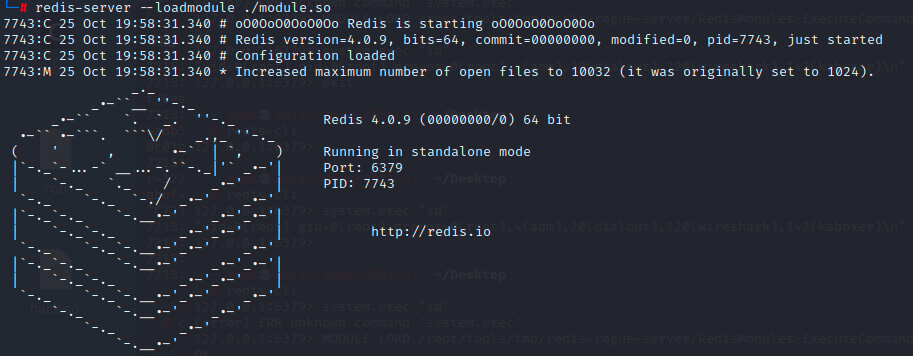 └─# redis-server --loadmodule ./module.so
7743:C 25 Oct 19:58:31.340 # oO0OoO0OoO0Oo Redis is starting oO0OoO0OoO0Oo
7743:C 25 Oct 19:58:31.340 # Redis version=4.0.9, bits=64, commit=00000000, modified=0, pid=7743, just started
7743:C 25 Oct 19:58:31.340 # Configuration loaded
7743:M 25 Oct 19:58:31.340 * Increased maximum number of open files to 10032 (it was originally set to 1024).
Redis 4.0.9 (00000000/0) 64 bit
Running in standalone mode
Port: 6379
PID: 7743
http://redis.io